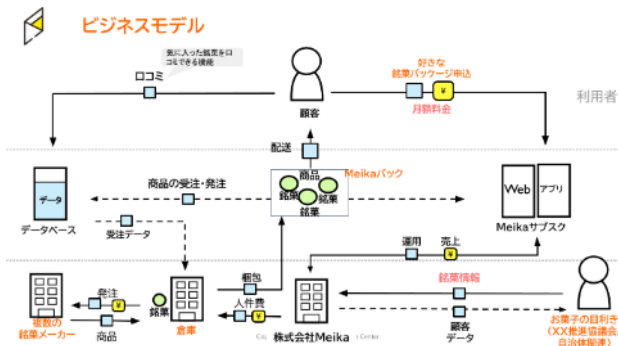 ビジネスモデル
気に入った銘菓を口
コミできる機能
口コミ
顧客
好きな
銘菓パッケージ申込
¥
月額料金
利用者
配送
商品
Meikaパック
銘菓
銘菓
銘菓
商品の受注・発注
データ
データベース
受注データ
Web
アプリ
Meikaサブスク
運用
売上
¥
梱包
銘菓情報
発注
¥
銘菓
人件費
¥
複数の
銘菓メーカー
商品
倉庫
株式会社Meika
Center
顧客
データ
お菓子の目利き
(XX推進協議会、
自治体関連)